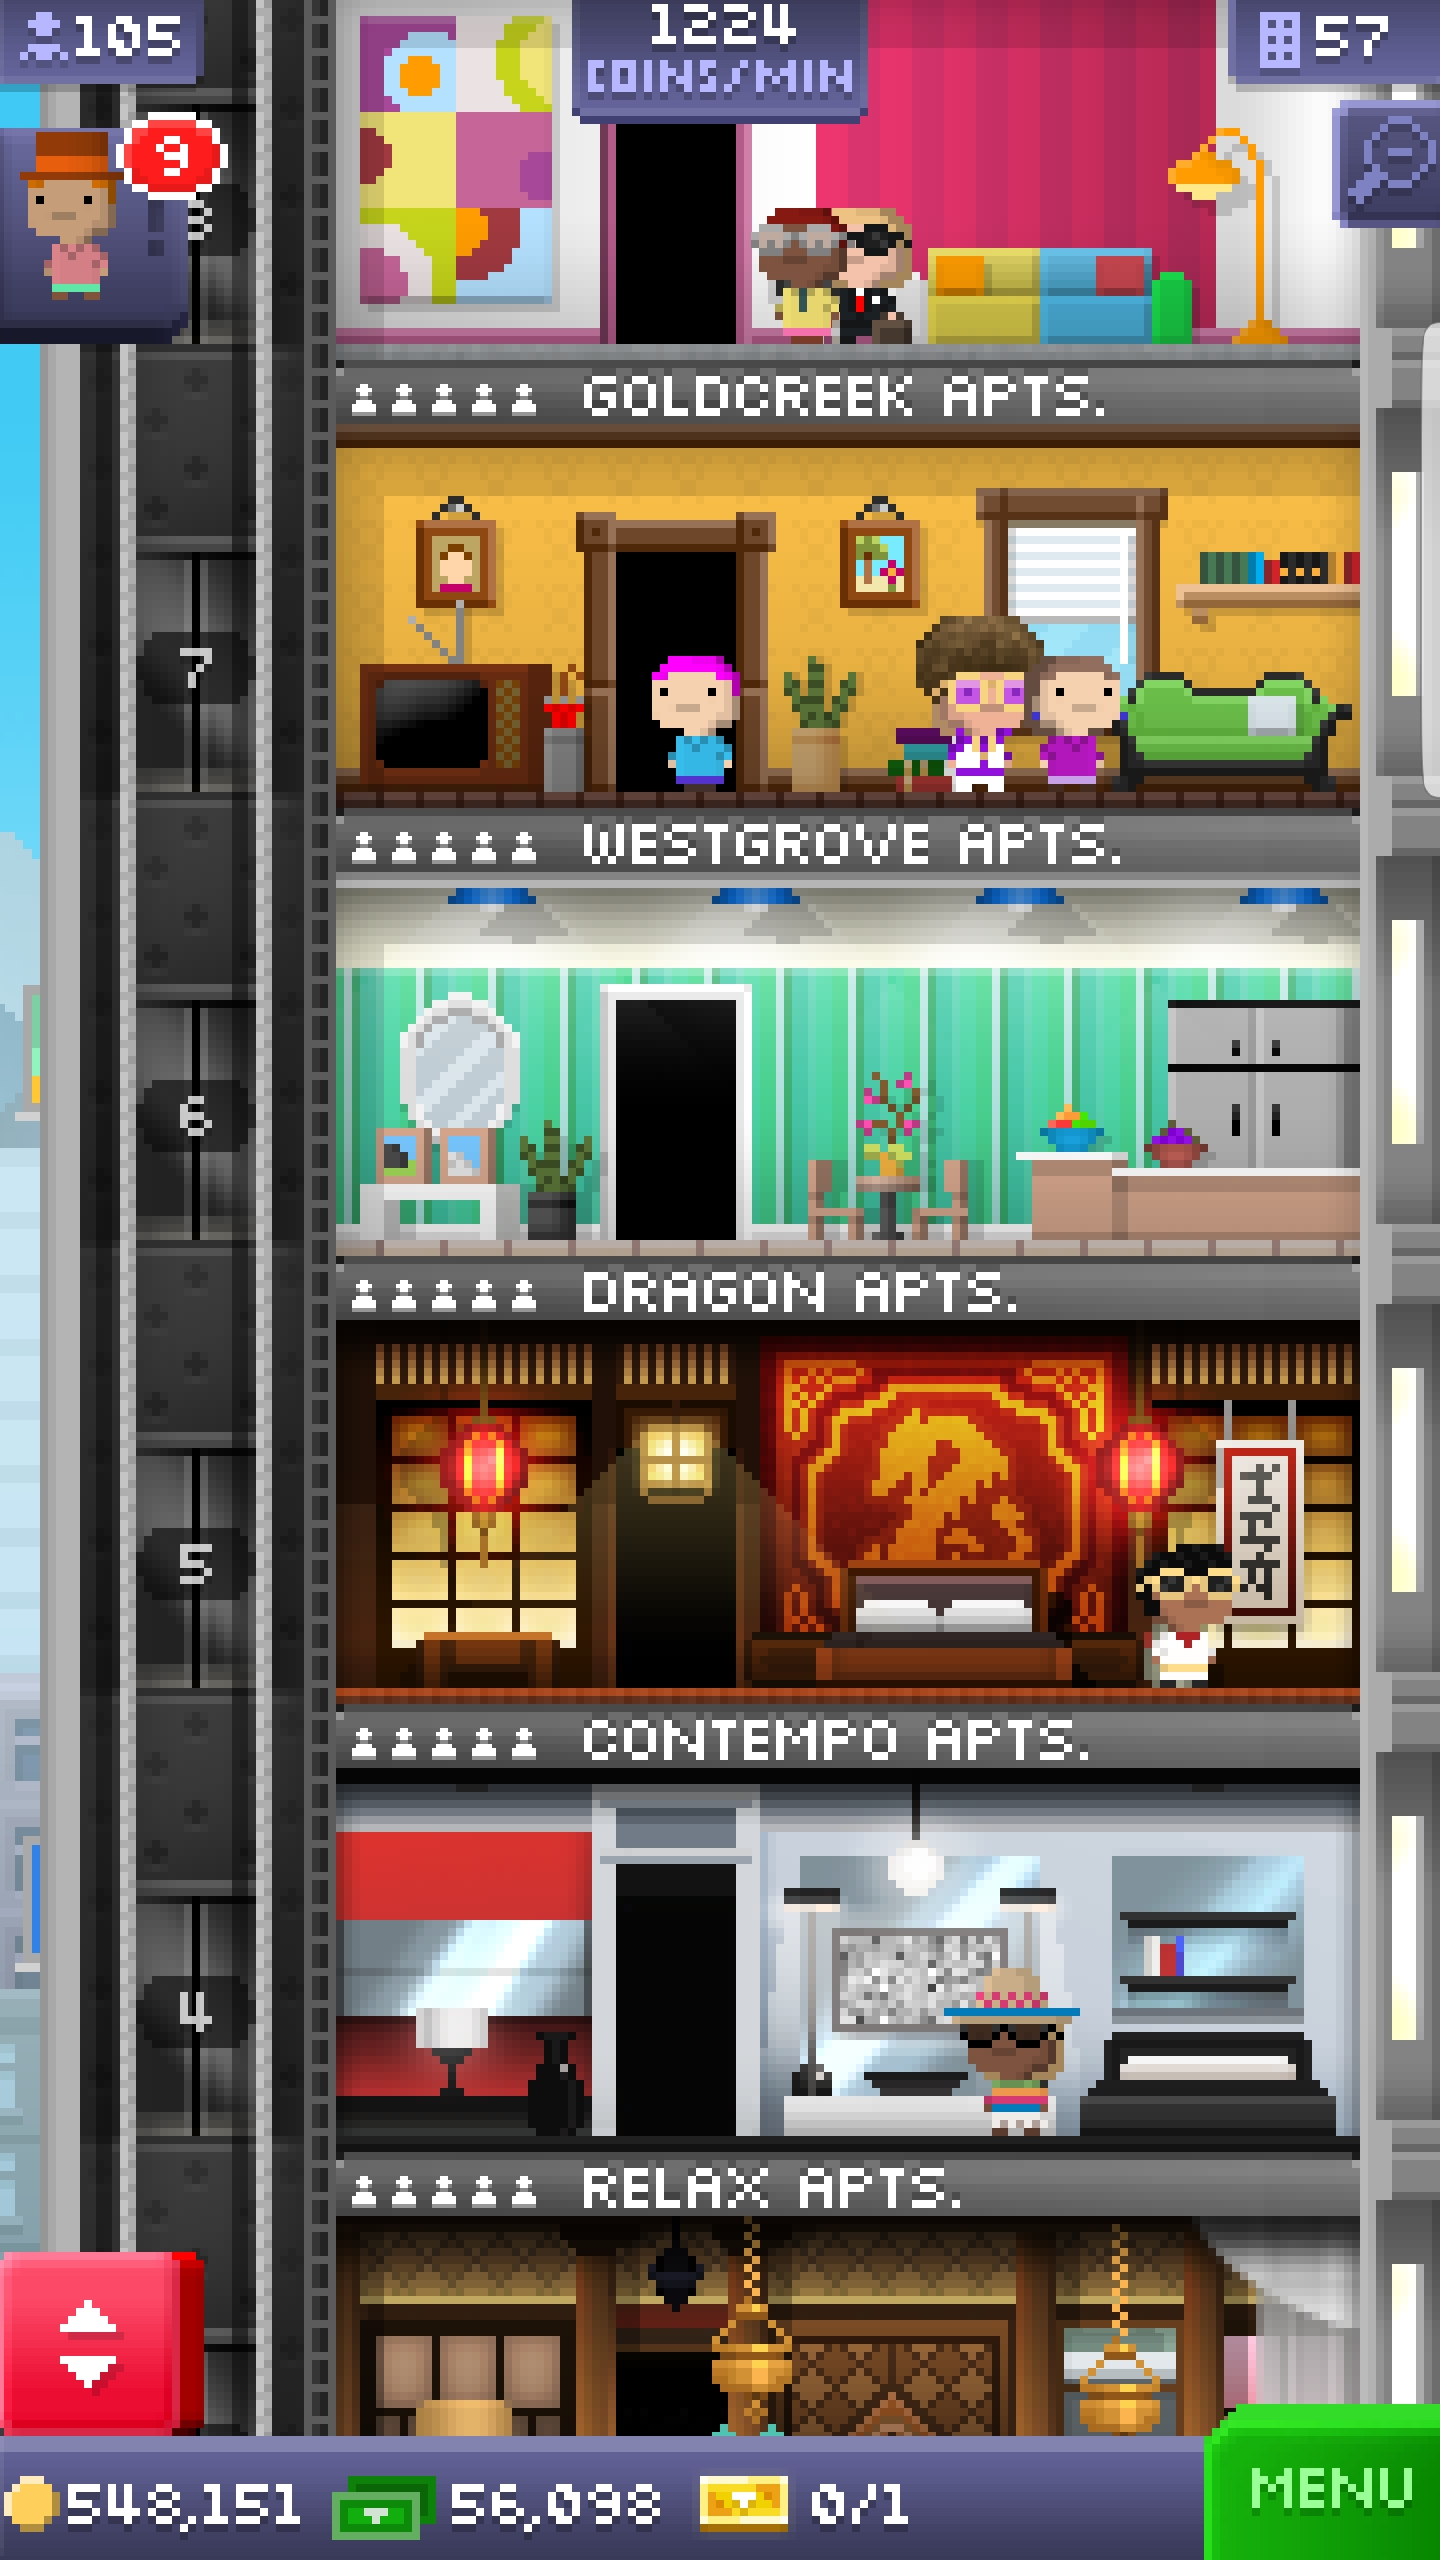 105
1224
COINS/MIN
57
9
8
GOLDCREEK APTS.
7
WESTGROVE APTS.
6
DRAGON APTS.
5
CONTEMPO APTS.
4
RELAX APTS.
548,151
56,098
0/1
MENU